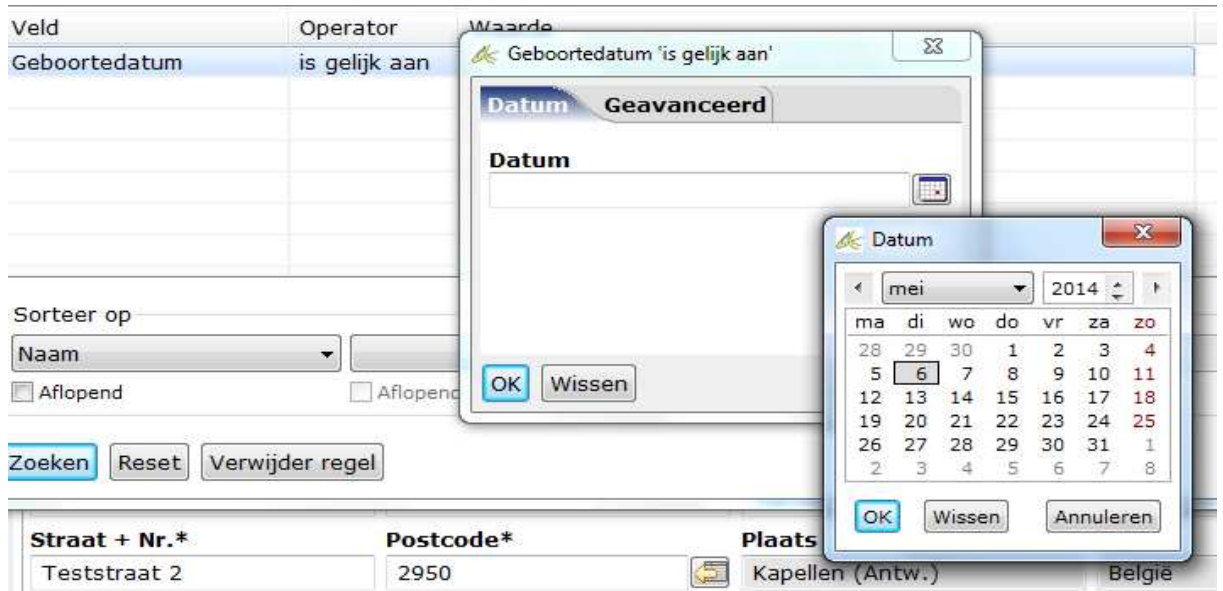 Veld Operator Waarde
Geboortedatum is gelijk aan
Geboortedatum 'is gelijk aan'
Datum Geavanceerd
Datum
OK Wissen
Datum
mei 2014
ma di wo do vr za zo
28 29 30 1 2 3 4
5 6 7 8 9 10 11
12 13 14 15 16 17 18
19 20 21 22 23 24 25
26 27 28 29 30 31 1
2 3 4 5 6 7 8
OK Wissen Annuleren
Sorteer op
Naam
Aflopend Aflopend
Zoeken Reset Verwijder regel
Straat + Nr.* Postcode* Plaats
Teststraat 2 2950 Kapellen (Antw.) België